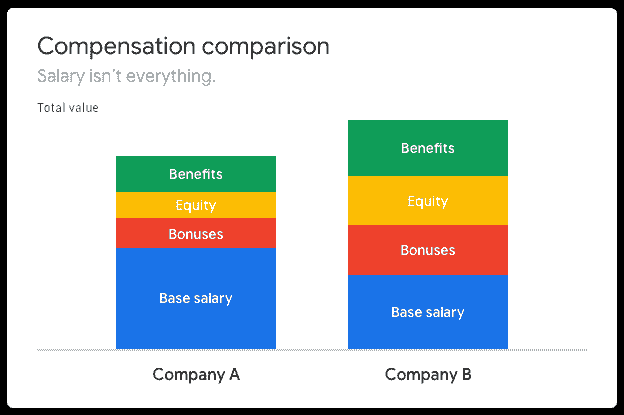 Compensation comparison
Salary isn't everything.
Total value
Benefits
Equity
Bonuses
Base salary
Company A
Benefits
Equity
Bonuses
Base salary
Company B